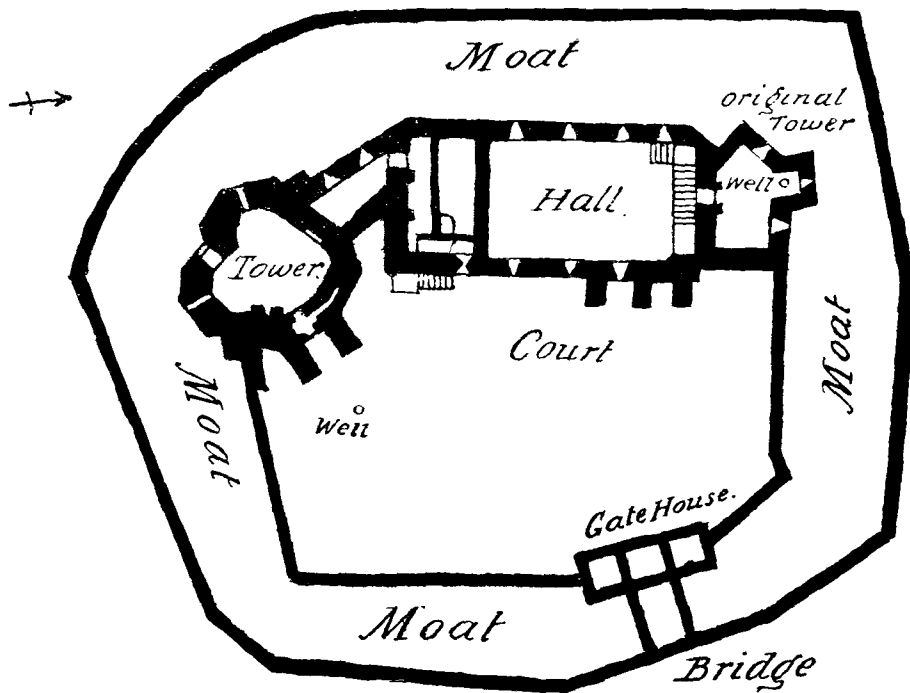 Moat
original
Tower
Well
Hall.
Tower.
Court
Moat
Moat
Well
Gate House.
Moat
Bridge